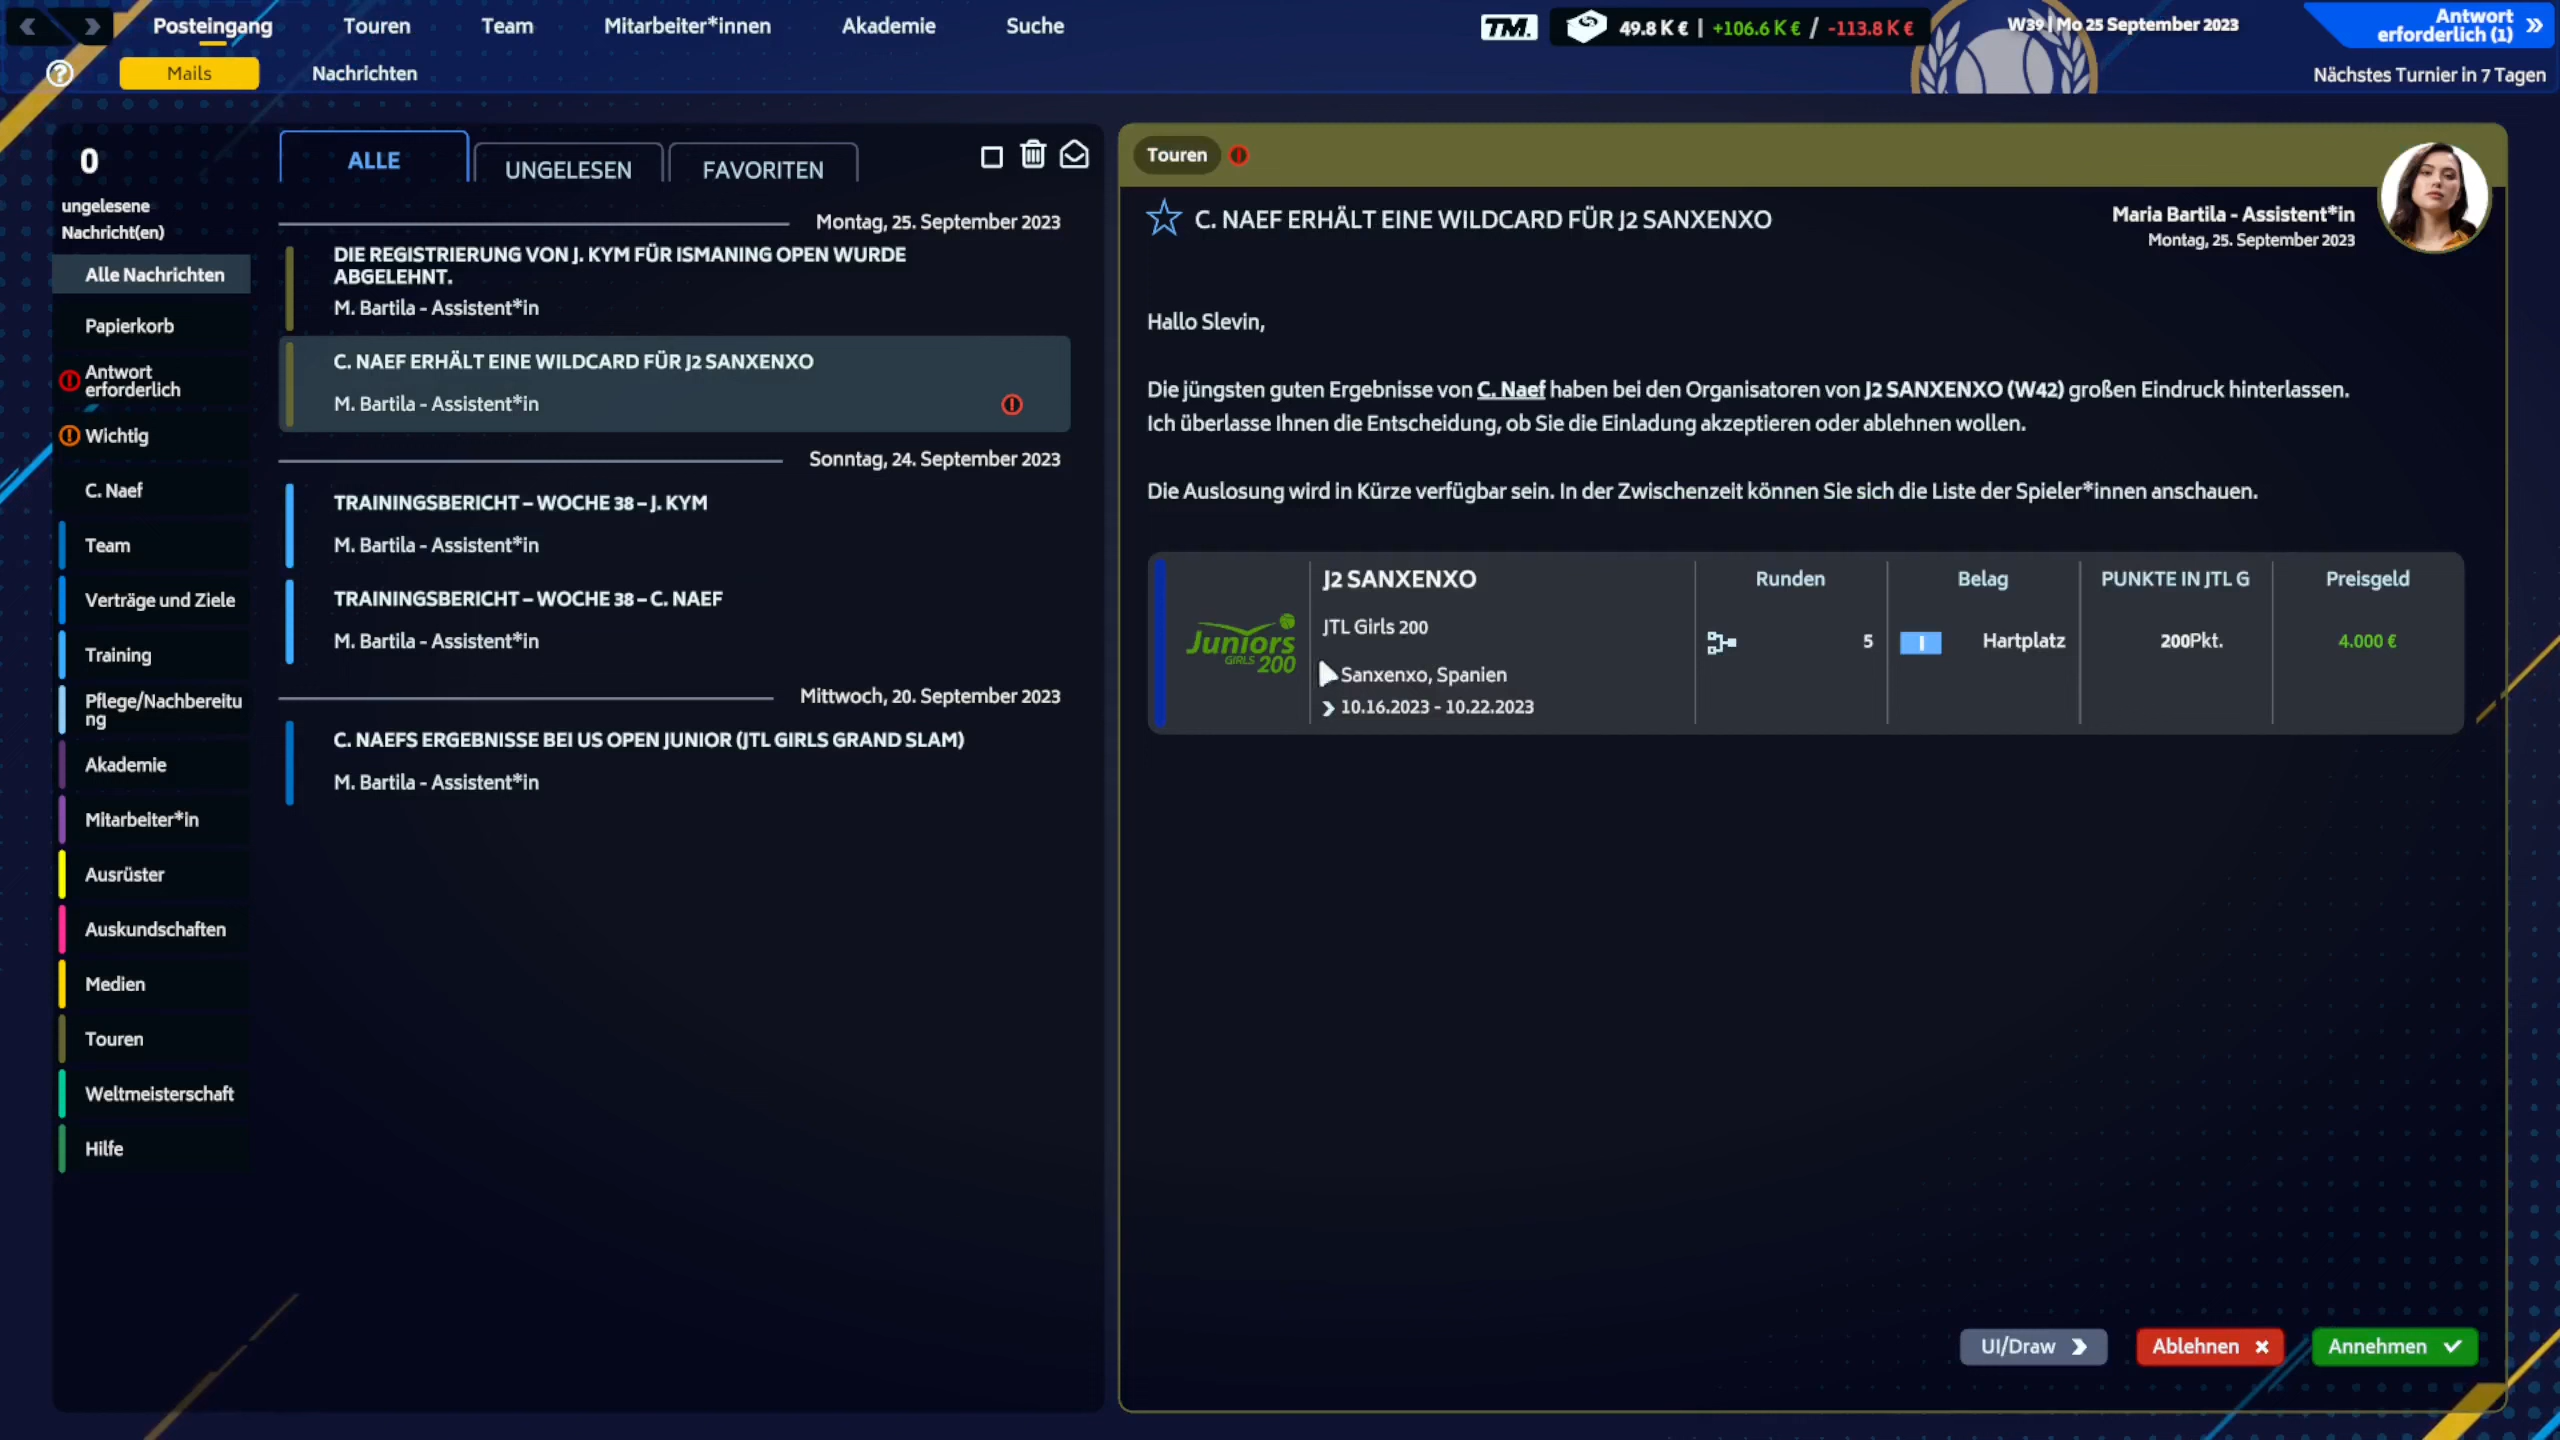 Posteingang
Touren
Team
Mitarbeiter*innen
Akademie
Suche
TM.
49.8 K € | +106.6 K € / -113.8 K €
W39 | Mo 25 September 2023
Antwort
erforderlich (1)
Mails
Nachrichten
Nächstes Turnier in 7 Tagen
0
ungelesene
Nachricht(en)
Alle Nachrichten
Papierkorb
Antwort
erforderlich
Wichtig
C. Naef
Team
Verträge und Ziele
Training
Pflege/Nachbereitu
ng
Akademie
Mitarbeiter*in
Ausrüster
Auskundschaften
Medien
Touren
Weltmeisterschaft
Hilfe
ALLE
UNGELESEN
FAVORITEN
Montag, 25. September 2023
DIE REGISTRIERUNG VON J. KYM FÜR ISMANING OPEN WURDE
ABGELEHNT.
M. Bartila - Assistent*in
C. NAEF ERHÄLT EINE WILDCARD FÜR J2 SANXENXO
M. Bartila - Assistent*in
Sonntag, 24. September 2023
TRAININGSBERICHT – WOCHE 38 – J. KYM
M. Bartila - Assistent*in
TRAININGSBERICHT – WOCHE 38 – C. NAEF
M. Bartila - Assistent*in
Mittwoch, 20. September 2023
C. NAEFS ERGEBNISSE BEI US OPEN JUNIOR (JTL GIRLS GRAND SLAM)
M. Bartila - Assistent*in
Touren
C. NAEF ERHÄLT EINE WILDCARD FÜR J2 SANXENXO
Maria Bartila - Assistent*in
Montag, 25. September 2023
Hallo Slevin,
Die jüngsten guten Ergebnisse von C. Naef haben bei den Organisatoren von J2 SANXENXO (W42) großen Eindruck hinterlassen.
Ich überlasse Ihnen die Entscheidung, ob Sie die Einladung akzeptieren oder ablehnen wollen.
Die Auslosung wird in Kürze verfügbar sein. In der Zwischenzeit können Sie sich die Liste der Spieler*innen anschauen.
Juniors
GIRLS 200
J2 SANXENXO
JTL Girls 200
Sanxenxo, Spanien
10.16.2023 - 10.22.2023
Runden
5
Belag
Hartplatz
PUNKTE IN JTL G
200Pkt.
Preisgeld
4.000 €
UI/Draw
Ablehnen
Annehmen